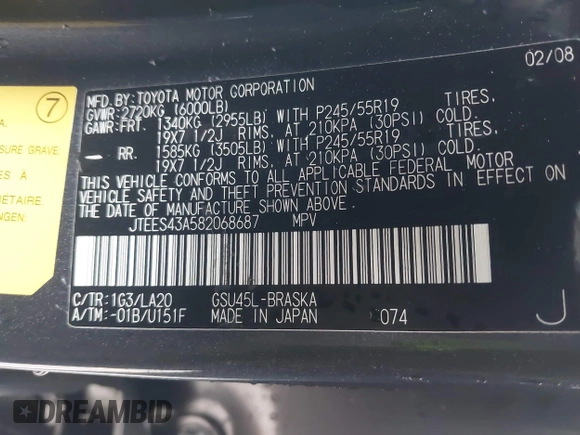 02/08
MFD. BY: TOYOTA MOTOR CORPORATION
GVWR: 2720KG (6000LB)
GAWR: FRT. 1340KG (2955LB) WITH P245/55R19 TIRES,
19X7 1/2J RIMS, AT 210KPA (30PSI) COLD.
RR. 1585KG (3505LB) WITH P245/55R19 TIRES,
19X7 1/2J RIMS, AT 210KPA (30PSI) COLD.
THIS VEHICLE CONFORMS TO ALL APPLICABLE FEDERAL MOTOR
VEHICLE SAFETY AND THEFT PREVENTION STANDARDS IN EFFECT ON
THE DATE OF MANUFACTURE SHOWN ABOVE.
JTEES43A582068687 MPV
C/TR: 1G3/LA20 GSU45L-BRASKA
A/TM: -01B/U151F MADE IN JAPAN 074 J
7
A.
SURE GRAVE
S À
RIÉTAIRE
UNGEN:
DREAMBID